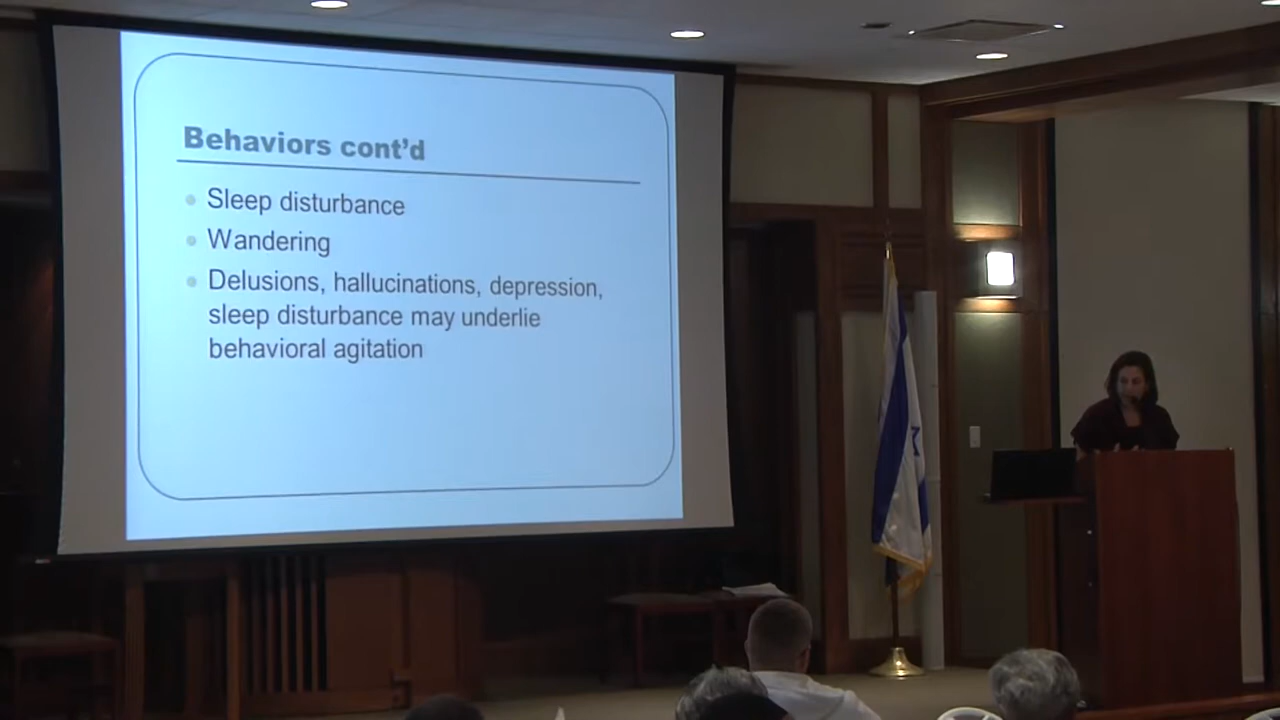 Behaviors cont'd
Sleep disturbance
Wandering
Delusions, hallucinations, depression,
sleep disturbance may underlie
behavioral agitation